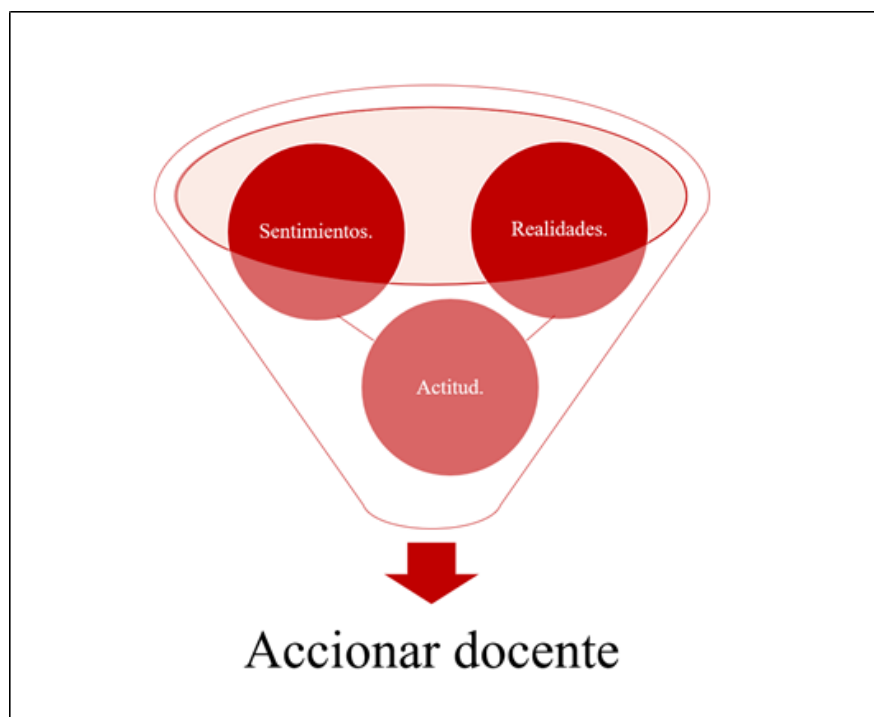 Sentimientos.
Realidades.
Actitud.
Accionar docente